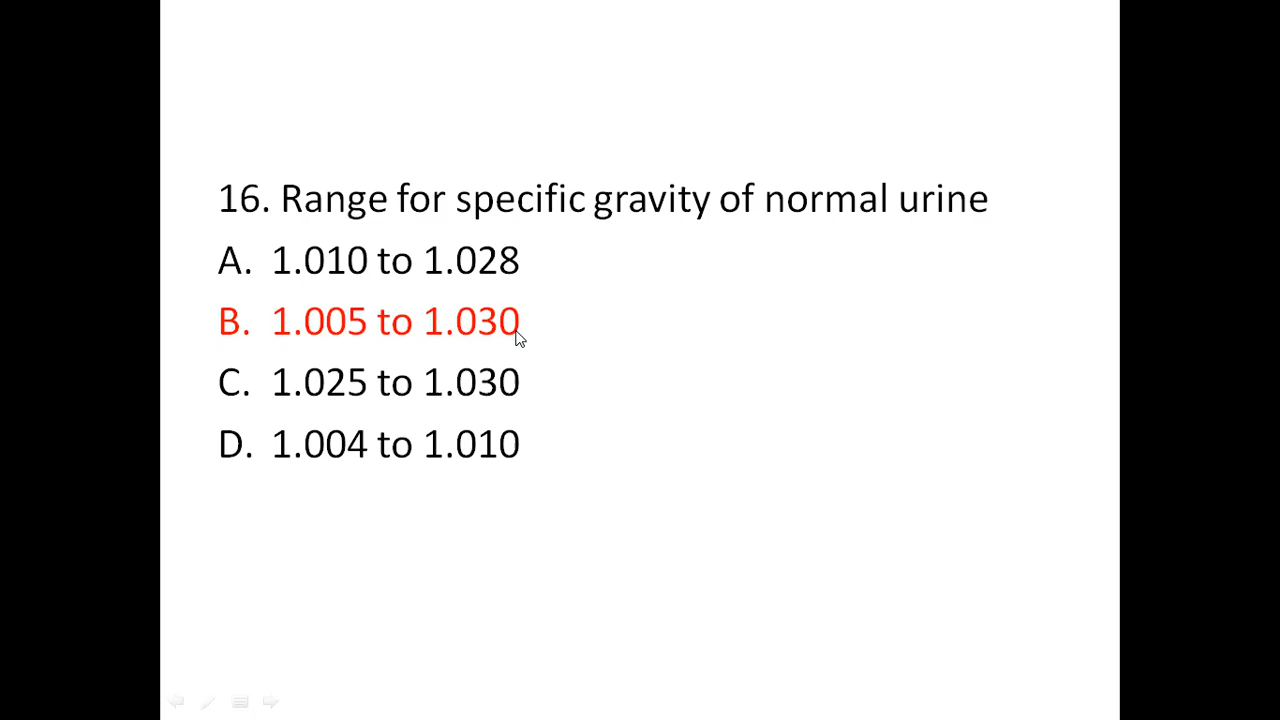 16. Range for specific gravity of normal urine
A. 1.010 to 1.028
B. 1.005 to 1.030
C. 1.025 to 1.030
D. 1.004 to 1.010